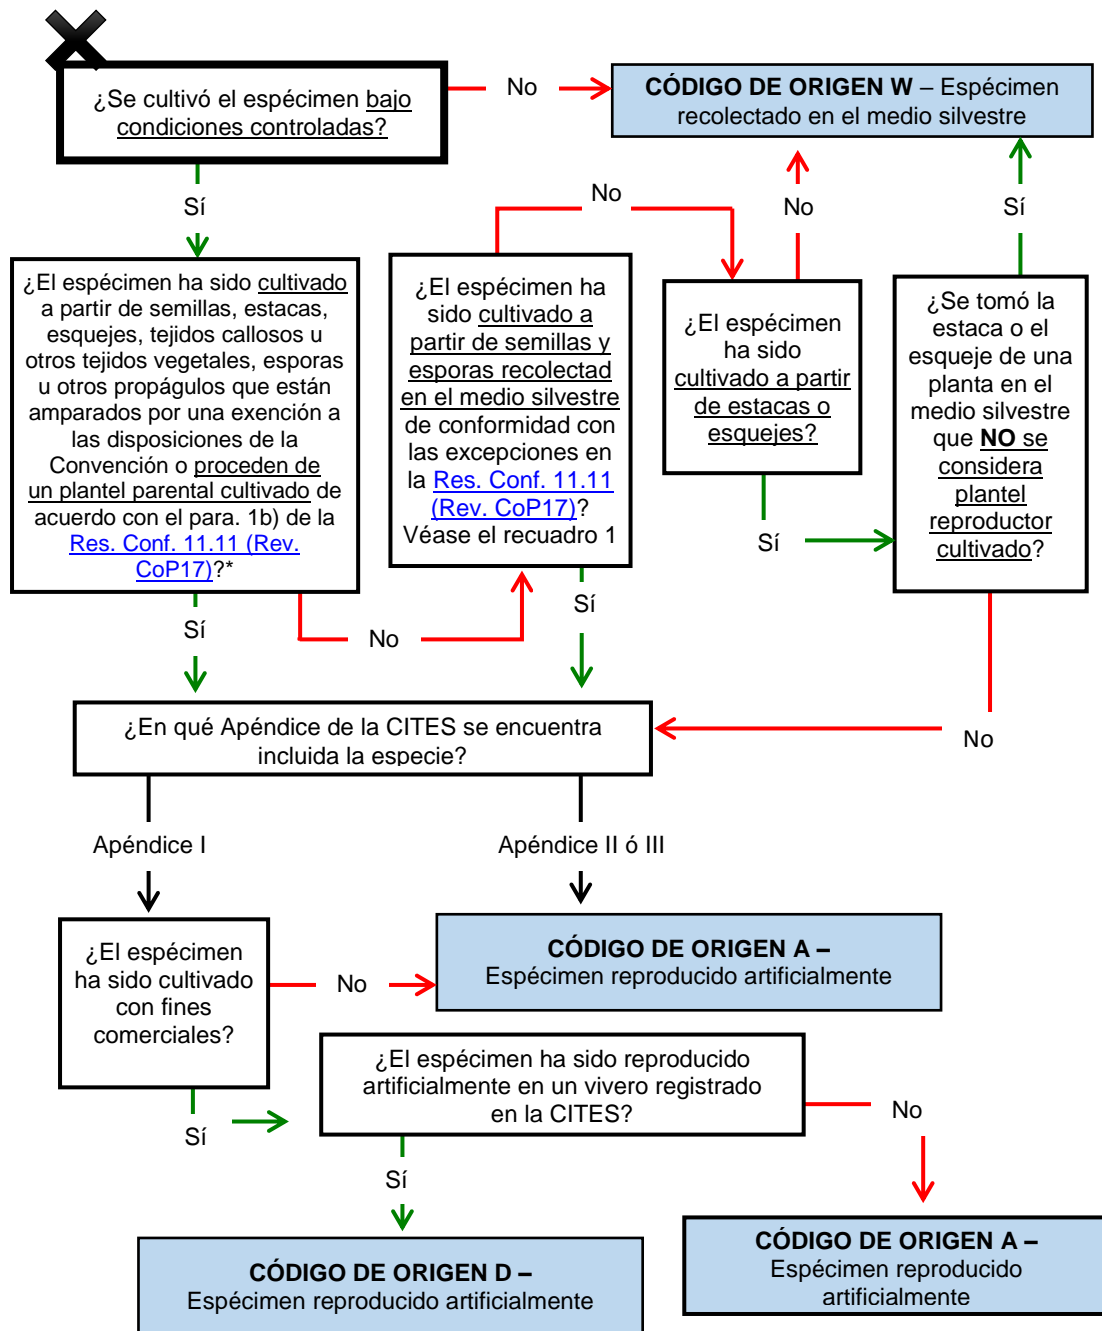 ¿Se cultivó el espécimen bajo
condiciones controladas?
No
CÓDIGO DE ORIGEN W – Espécimen
recolectado en el medio silvestre
Sí
No
No
Sí
¿El espécimen ha sido cultivado
a partir de semillas, estacas,
esquejes, tejidos callosos u
otros tejidos vegetales, esporas
u otros propágulos que están
amparados por una exención a
las disposiciones de la
Convención o proceden de
un plantel parental cultivado de
acuerdo con el para. 1b) de la
Res. Conf. 11.11 (Rev.
CoP17)?*
¿El espécimen ha
sido cultivado a
partir de semillas y
esporas recolectad
en el medio silvestre
de conformidad con
las excepciones en
la Res. Conf. 11.11
(Rev. CoP17)?
Véase el recuadro 1
¿El espécimen
ha sido
cultivado a partir
de estacas o
esquejes?
¿Se tomó la
estaca o el
esqueje de una
planta en el
medio silvestre
que NO se
considera
plantel
reproductor
cultivado?
Sí
Sí
No
Sí
No
¿En qué Apéndice de la CITES se encuentra
incluida la especie?
Apéndice I
Apéndice II ó III
¿El espécimen
ha sido cultivado
con fines
comerciales?
No
CÓDIGO DE ORIGEN A –
Espécimen reproducido artificialmente
Sí
¿El espécimen ha sido reproducido
artificialmente en un vivero registrado
en la CITES?
No
Sí
CÓDIGO DE ORIGEN D –
Espécimen reproducido artificialmente
CÓDIGO DE ORIGEN A –
Espécimen reproducido
artificialmente